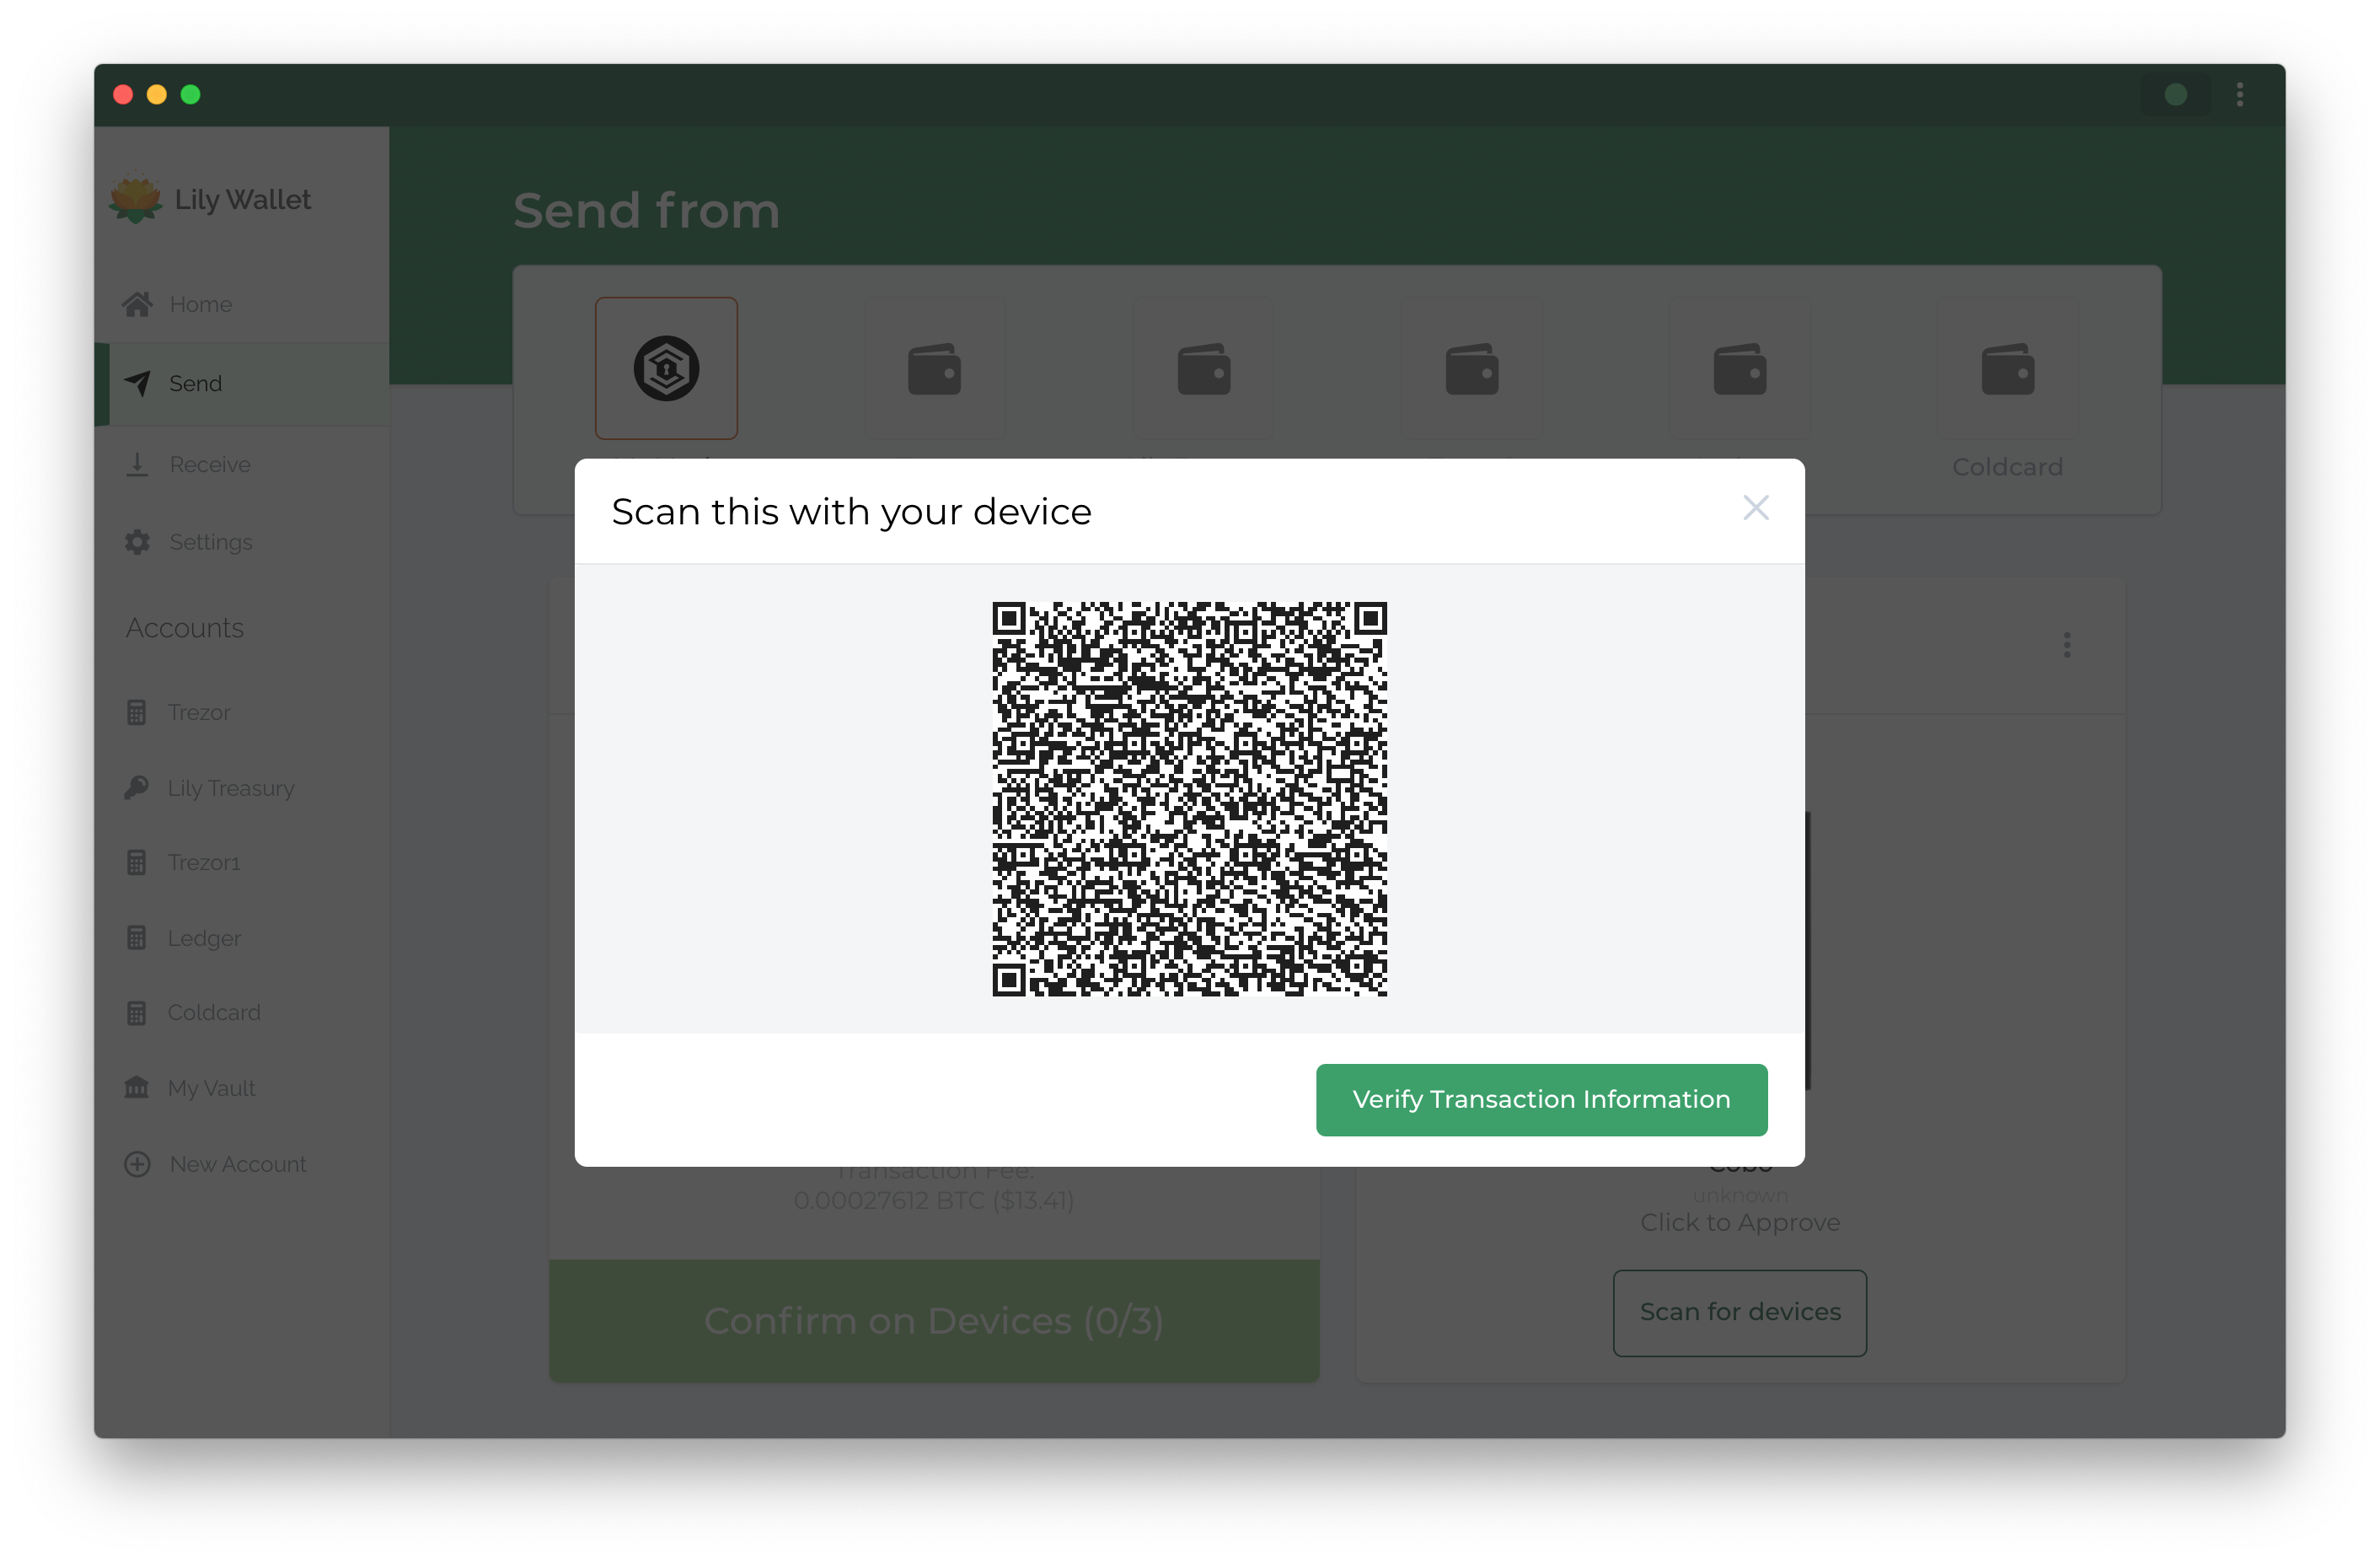 Lily Wallet
Home
Send
Receive
Settings
Accounts
Trezor
Lily Treasury
Trezor1
Ledger
Coldcard
My Vault
New Account
Send from
Coldcard
Scan this with your device
Verify Transaction Information
Transaction Fee:
0.00027612 BTC ($13.41)
Confirm on Devices (0/3)
Cobo
unknown
Click to Approve
Scan for devices